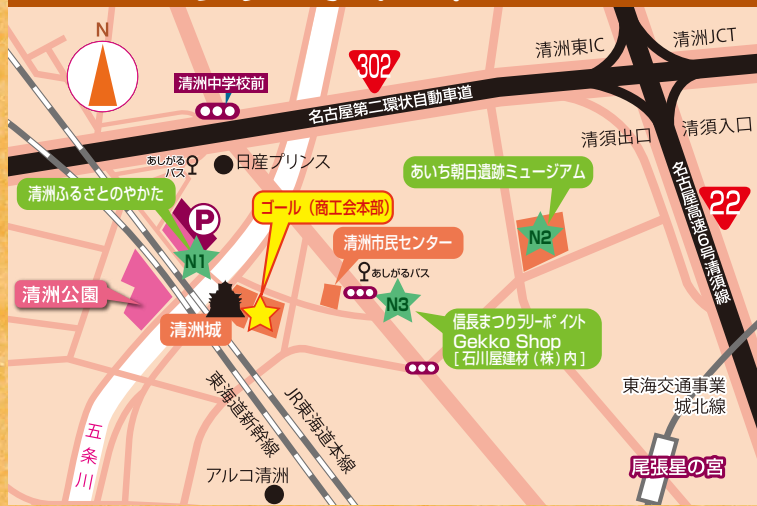 N
302
清洲東IC
清洲JCT
清洲中学校前
名古屋第二環状自動車道
清須出口
清須入口
あしがる
バス
日産プリンス
あいち朝日遺跡ミュージアム
清洲ふるさとのやかた
P
ゴール（商工会本部）
22
名古屋高速6号清須線
清洲市民センター
N2
N1
あしがるバス
清洲公園
N3
清洲城
信長まつりラリーポイント
Gekko Shop
[石川屋建材(株)内]
東海道新幹線
JR東海道本線
東海交通事業
城北線
五条川
アルコ清洲
尾張星の宮